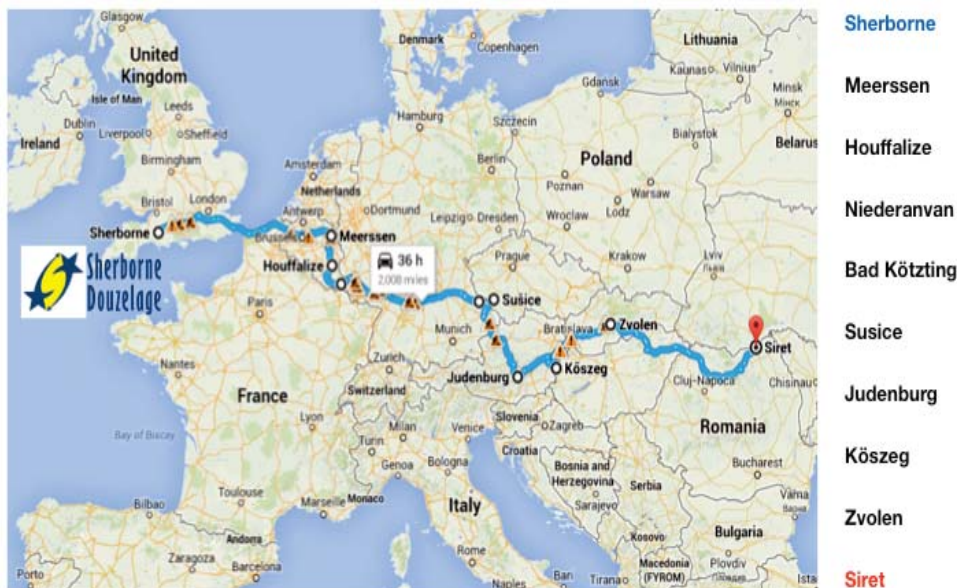 Glasgow
United
Kingdom
Isle of Man
Leeds
Dublin
Liverpool
Sheffield
Ireland
Birmingham
Bristol
London
Sherborne
Sherborne
Douzelage
Denmark
Copenhagen
Lithuania
Kaunas
Vilnius
Gdansk
Minsk
Мінск
Hamburg
Szczecin
Bialystok
Belarus
Amsterdam
Netherlands
Berlin
Poland
Poznan
Warsaw
Lodz
Antwerp
Dortmund
Leipzig
Dresden
Wroclaw
Meerssen
Houffalize
36 h
2,008 miles
Prague
Krakow
Lviv
Paris
Sušice
Munich
Bratislava
Zvolen
Siret
Nantes
Zurich
Judenburg
Kőszeg
Cluj-Napoca
Chisinau
France
Switzerland
Slovenia
Zagreb
Romania
Bay of Biscay
Lyon
Milan
Venice
Croatia
Turin
Genoa
Bologna
Bosnia and
Herzegovina
Serbia
Bucharest
Toulouse
Marseille
Monaco
Sarajevo
Bilbao
Italy
Varna
Варна
Andorra
Kosovo
Bulgaria
Zaragoza
Barcelona
Rome
Macedonia
(FYROM)
Plovdiv
Porto
Naples
Bari
Tirana
Ista
Sherborne
Meerssen
Houffalize
Niederanvan
Bad Kötzting
Susice
Judenburg
Köszeg
Zvolen
Siret